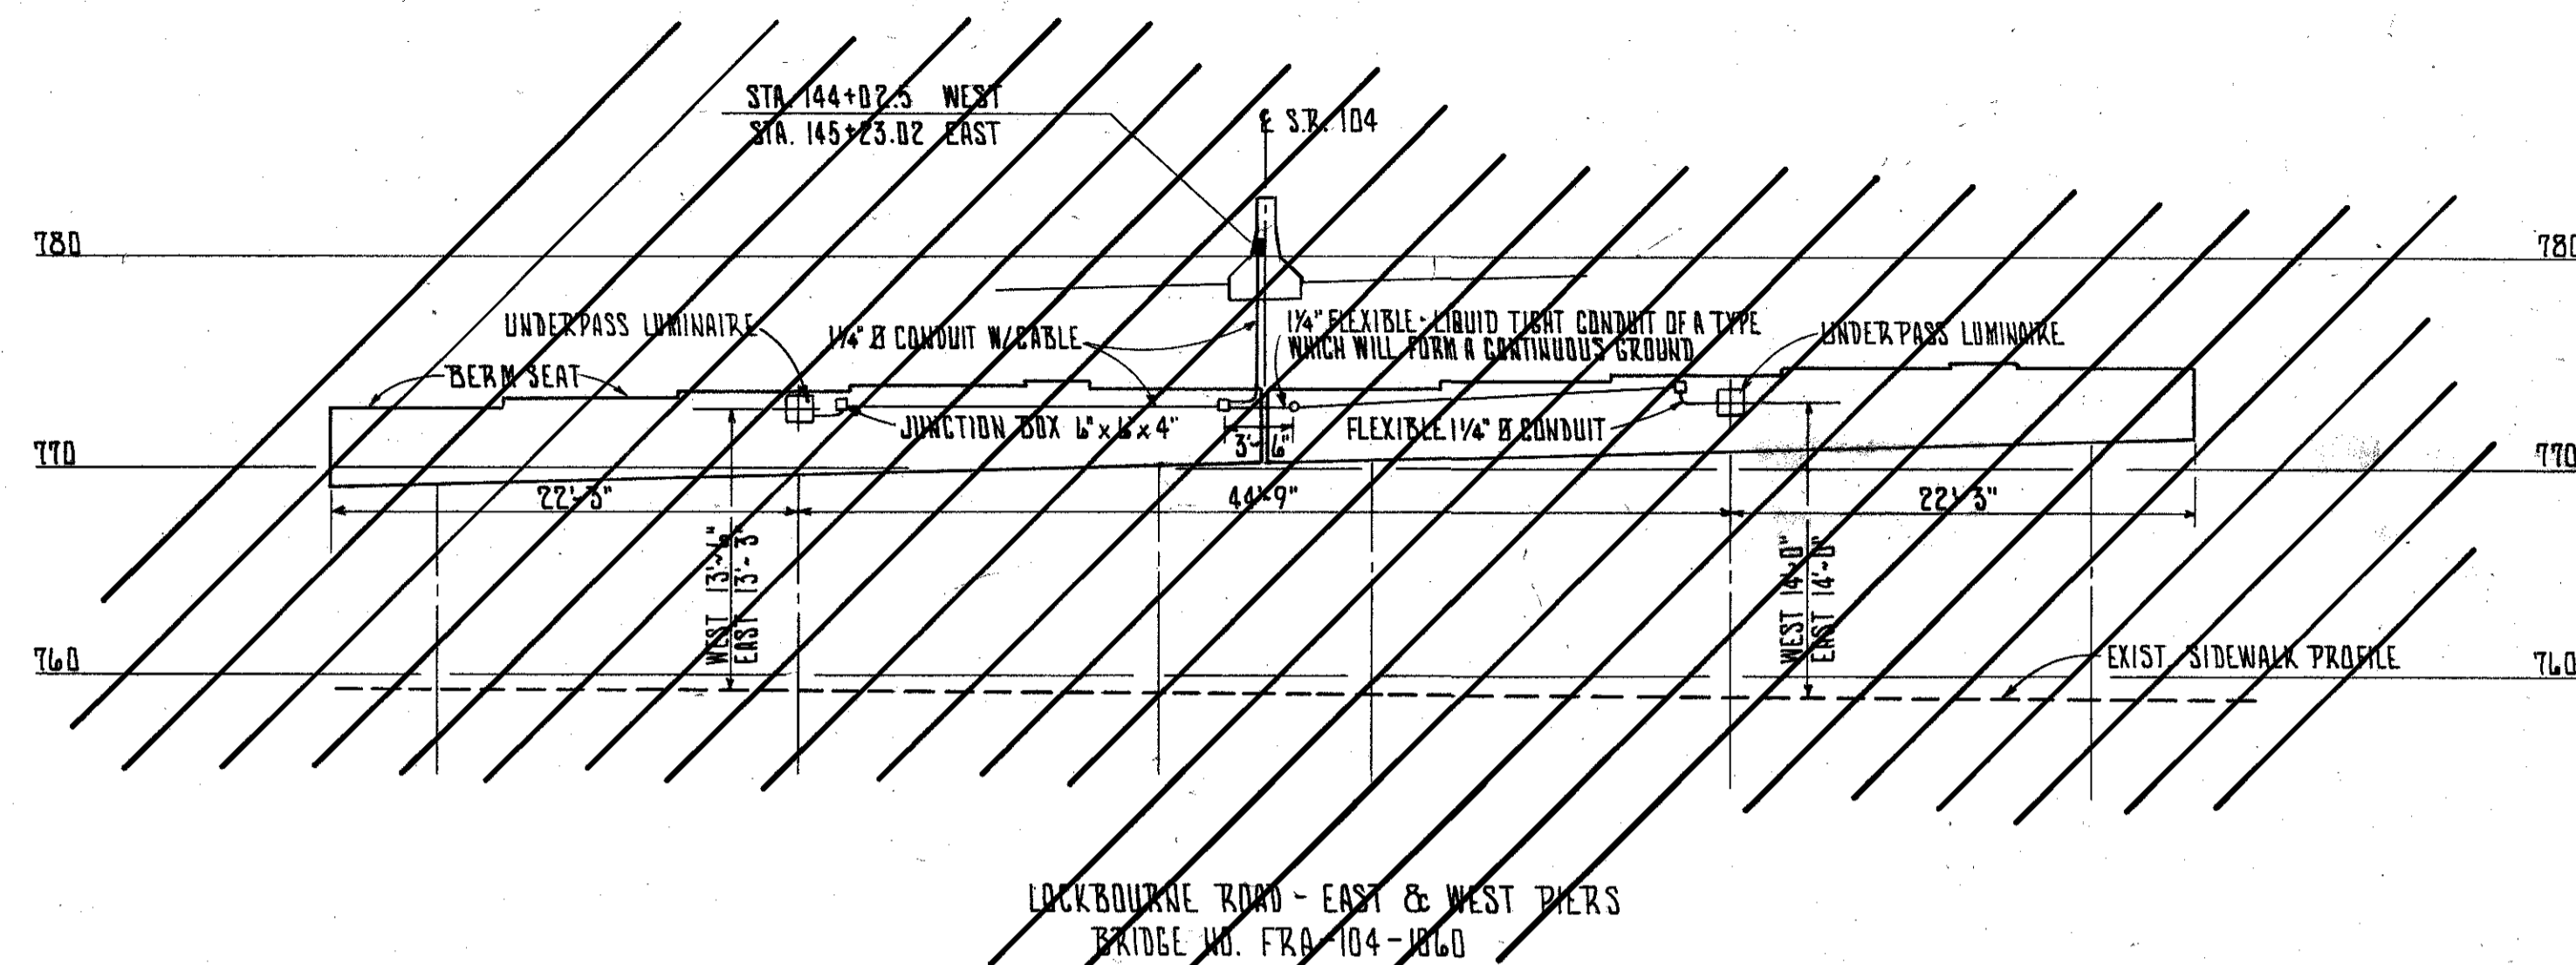 STA. 144+02.5 WEST
STA. 145+23.02 EAST
℄ S.R. 104
780
780
UNDERPASS LUMINAIRE
1¼" Ø CONDUIT W/CABLE
1¼" FLEXIBLE - LIQUID TIGHT CONDUIT OF A TYPE
WHICH WILL FORM A CONTINUOUS GROUND
UNDERPASS LUMINAIRE
BERM SEAT
JUNCTION BOX 6" x 6" x 4"
3'-6"
FLEXIBLE 1¼" Ø CONDUIT
770
770
22'-3"
44'-9"
22'-3"
WEST 13'-6"
EAST 13'-3"
WEST 14'-0"
EAST 14'-0"
760
EXIST. SIDEWALK PROFILE
760
LOCKBOURNE ROAD - EAST & WEST PIERS
BRIDGE NO. FRA-104-1060